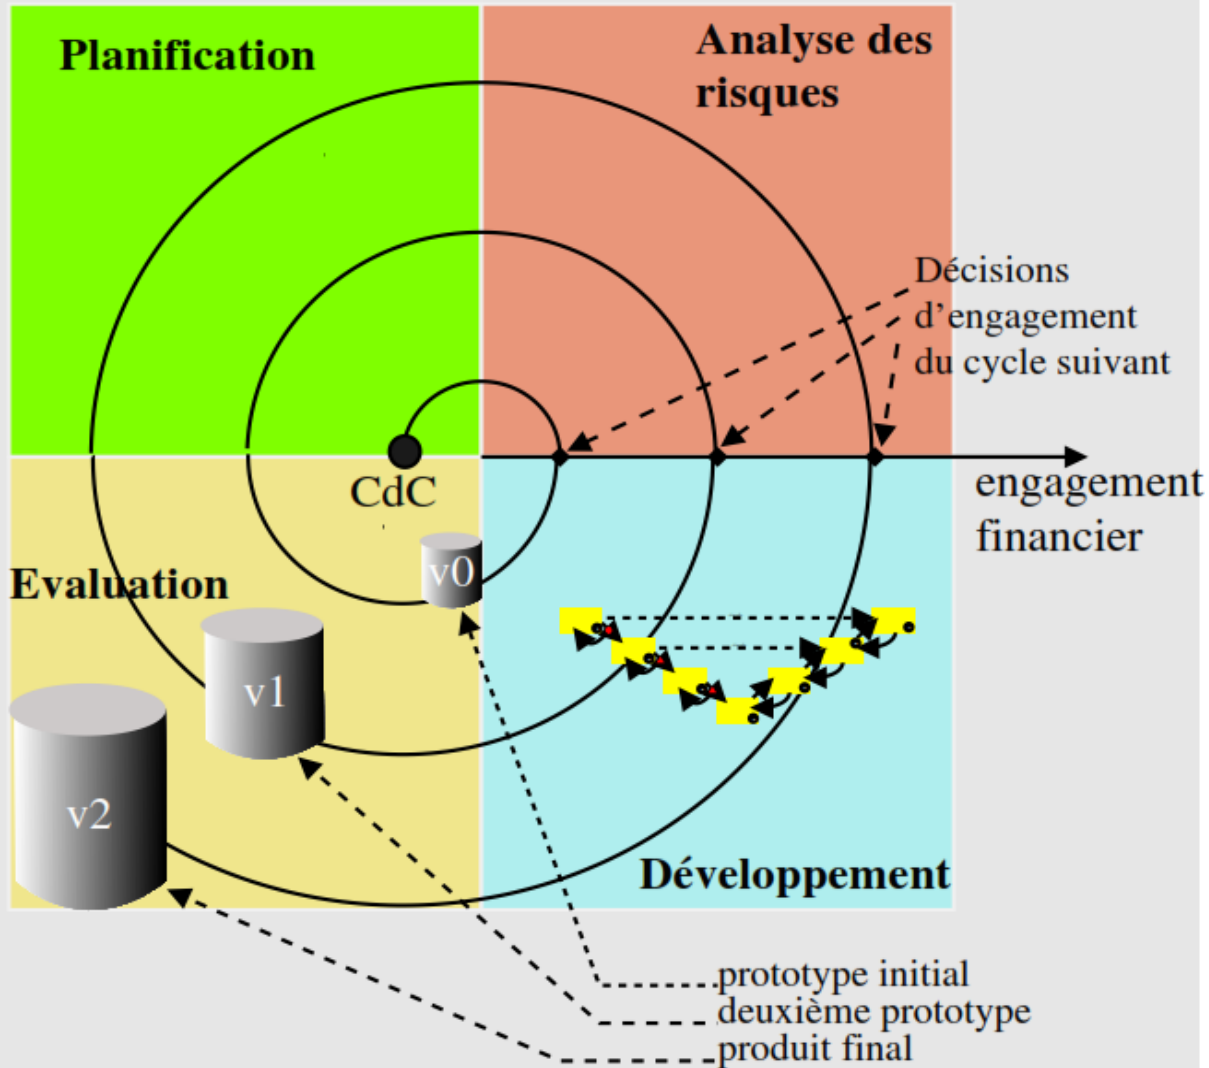 Planification
Analyse des
risques
Décisions
d'engagement
du cycle suivant
CdC
engagement
financier
Evaluation
v0
v1
v2
Développement
prototype initial
deuxième prototype
produit final